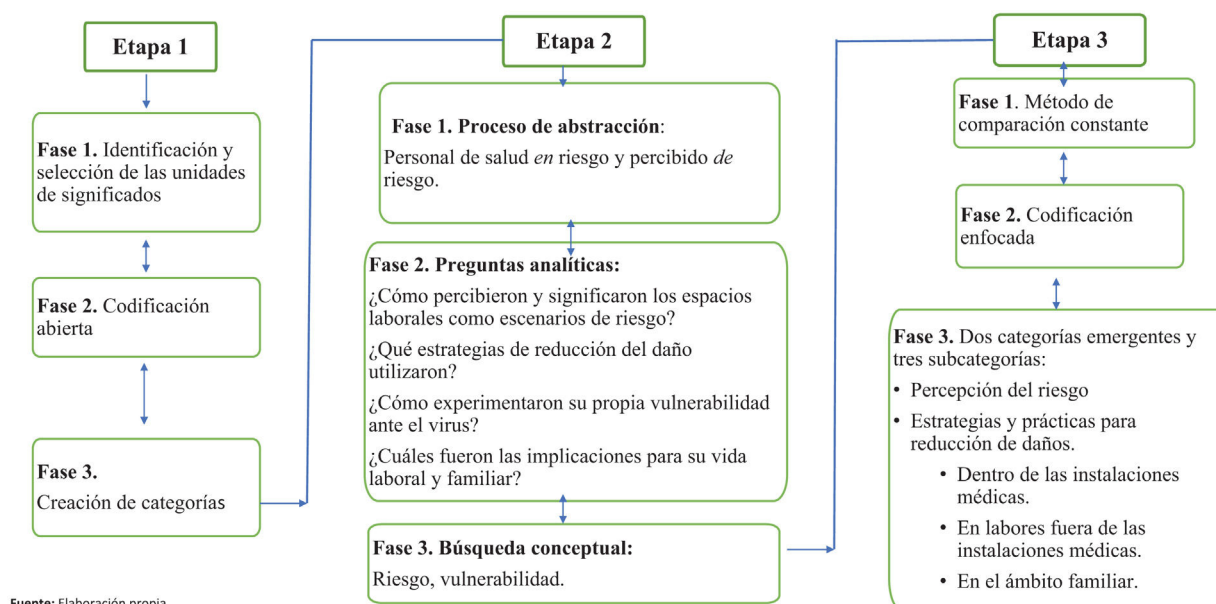 Etapa 1
Fase 1. Identificación y
selección de las unidades
de significados
Fase 2. Codificación
abierta
Fase 3.
Creación de categorías
Etapa 2
Fase 1. Proceso de abstracción:
Personal de salud en riesgo y percibido de
riesgo.
Fase 2. Preguntas analíticas:
¿Cómo percibieron y significaron los espacios
laborales como escenarios de riesgo?
¿Qué estrategias de reducción del daño
utilizaron?
¿Cómo experimentaron su propia vulnerabilidad
ante el virus?
¿Cuáles fueron las implicaciones para su vida
laboral y familiar?
Fase 3. Búsqueda conceptual:
Riesgo, vulnerabilidad.
Etapa 3
Fase 1. Método de
comparación constante
Fase 2. Codificación
enfocada
Fase 3. Dos categorías emergentes y
tres subcategorías:
• Percepción del riesgo
• Estrategias y prácticas para
reducción de daños.
• Dentro de las instalaciones
médicas.
• En labores fuera de las
instalaciones médicas.
• En el ámbito familiar.
Fuente: Elaboración propia